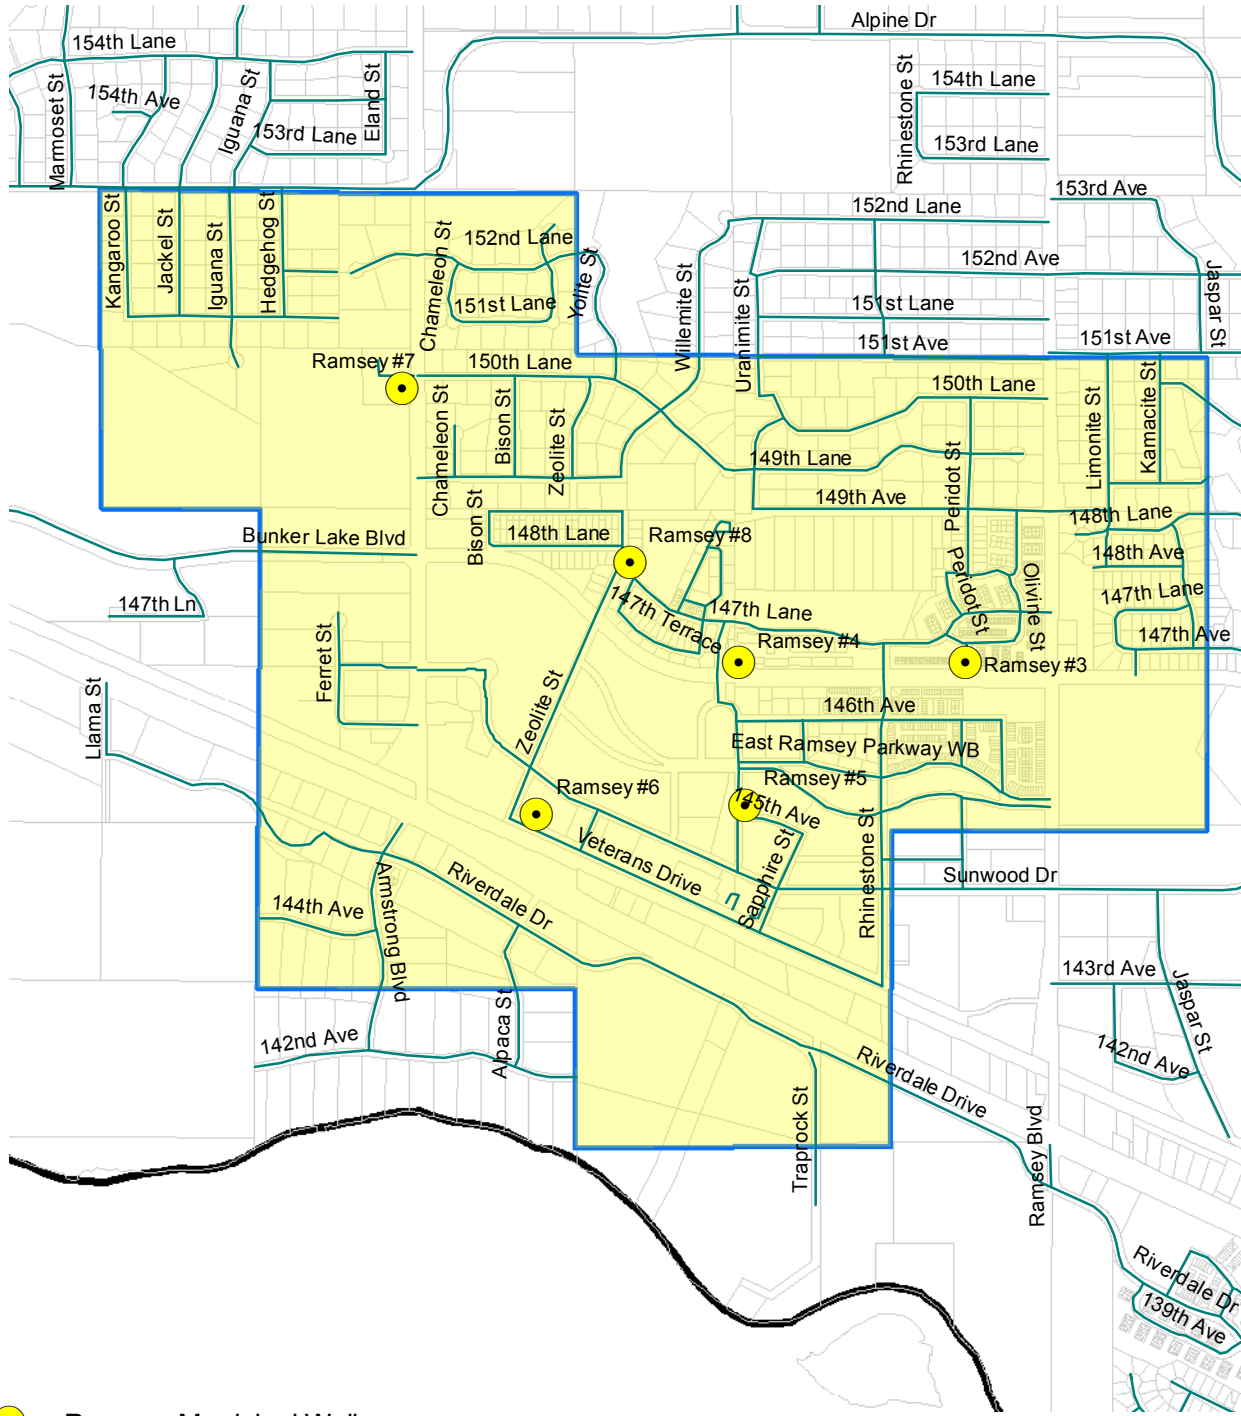 Alpine Dr
154th Lane
Marmoset St
154th Ave
Iguana St
153rd Lane
Eland St
Rhinestone St
154th Lane
153rd Lane
153rd Ave
Kangaroo St
Jackel St
Iguana St
Hedgehog St
Chameleon St
152nd Lane
151st Lane
Yolite St
152nd Lane
152nd Ave
151st Lane
151st Ave
151st Ave
Jaspar St
Willemite St
Uranimite St
Ramsey #7
150th Lane
150th Lane
Chameleon St
Bison St
Zeolite St
149th Lane
149th Ave
Peridot St
Limonite St
Kamacite St
Bison St
148th Lane
Ramsey #8
148th Lane
148th Ave
Bunker Lake Blvd
147th Ln
147th Terrace
147th Lane
Peridot St
Olivine St
147th Lane
147th Ave
Ramsey #4
Ramsey #3
Ferret St
Llama St
Zeolite St
146th Ave
East Ramsey Parkway WB
Ramsey #6
Ramsey #5
145th Ave
Veterans Drive
Sapphire St
Rhinestone St
Sunwood Dr
Riverdale Dr
Armstrong Blvd
144th Ave
Alpaca St
142nd Ave
143rd Ave
Jaspar St
142nd Ave
Riverdale Drive
Traprock St
Ramsey Blvd
Riverdale Dr
139th Ave